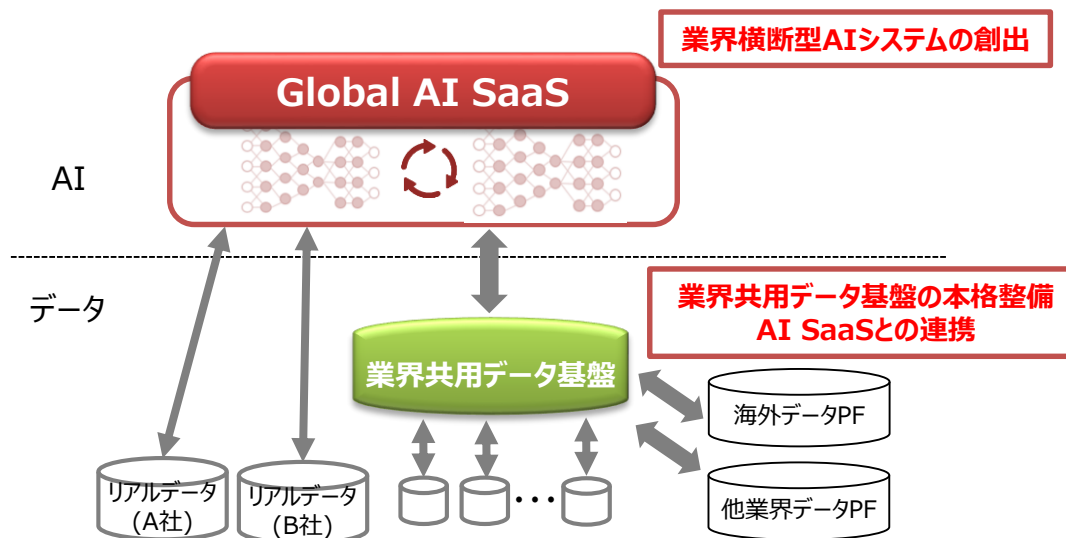 業界横断型AIシステムの創出
Global AI SaaS
AI
データ
業界共用データ基盤の本格整備
AI SaaSとの連携
業界共用データ基盤
海外データPF
リアルデータ
(A社)
リアルデータ
(B社)
・・・
他業界データPF